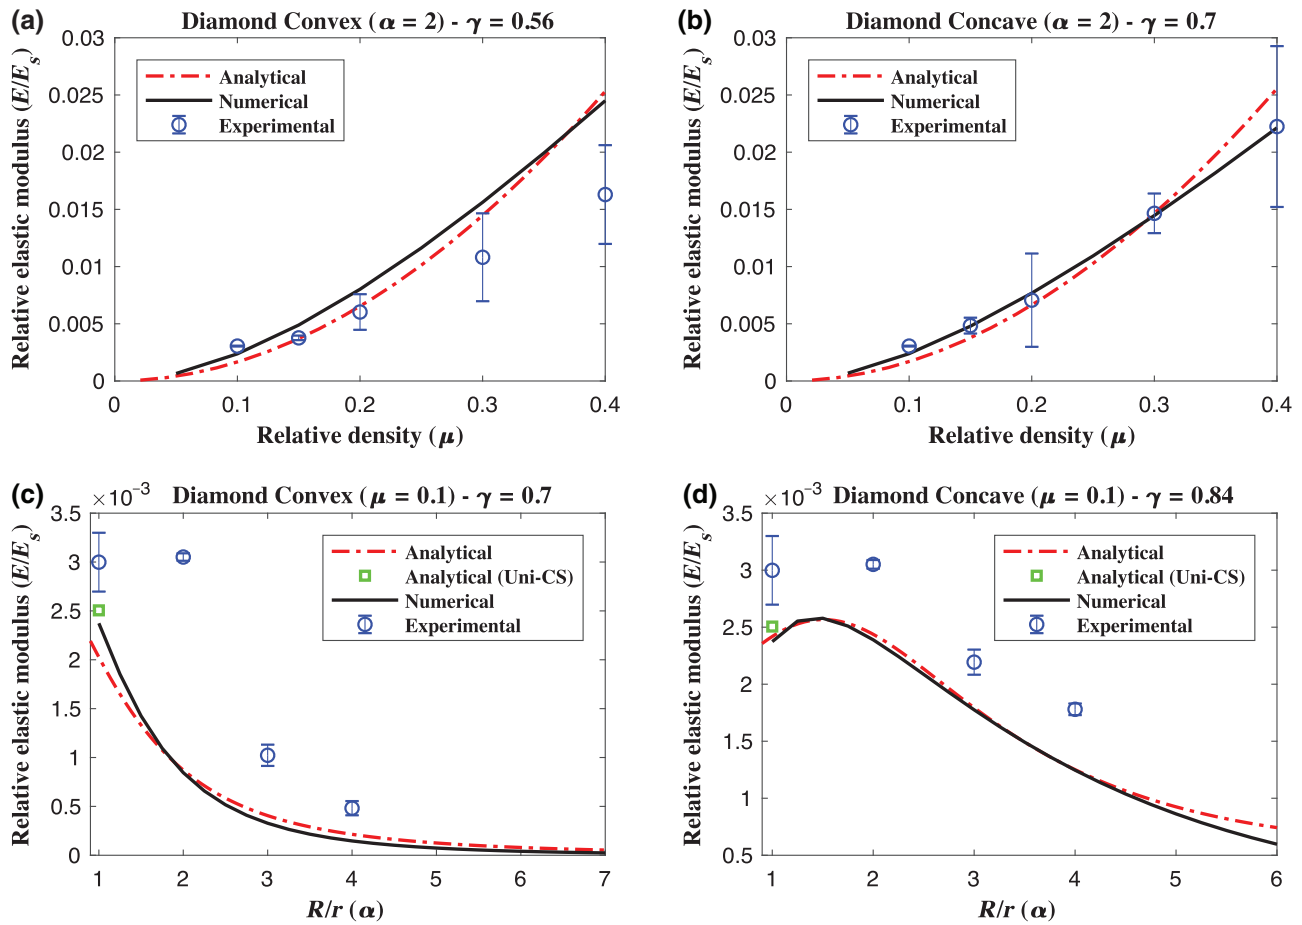 (a) Diamond Convex (α = 2) - γ = 0.56
Relative elastic modulus (E/Es)
0.03
0.025
0.02
0.015
0.01
0.005
0
Analytical
Numerical
Experimental
0 0.1 0.2 0.3 0.4
Relative density (μ)
(b) Diamond Concave (α = 2) - γ = 0.7
Relative elastic modulus (E/Es)
0.03
0.025
0.02
0.015
0.01
0.005
0
Analytical
Numerical
Experimental
0 0.1 0.2 0.3 0.4
Relative density (μ)
(c) ×10⁻³ Diamond Convex (μ = 0.1) - γ = 0.7
Relative elastic modulus (E/Es)
3.5
3
2.5
2
1.5
1
0.5
0
Analytical
Analytical (Uni-CS)
Numerical
Experimental
1 2 3 4 5 6 7
R/r (α)
(d) ×10⁻³ Diamond Concave (μ = 0.1) - γ = 0.84
Relative elastic modulus (E/Es)
3.5
3
2.5
2
1.5
1
0.5
Analytical
Analytical (Uni-CS)
Numerical
Experimental
1 2 3 4 5 6
R/r (α)